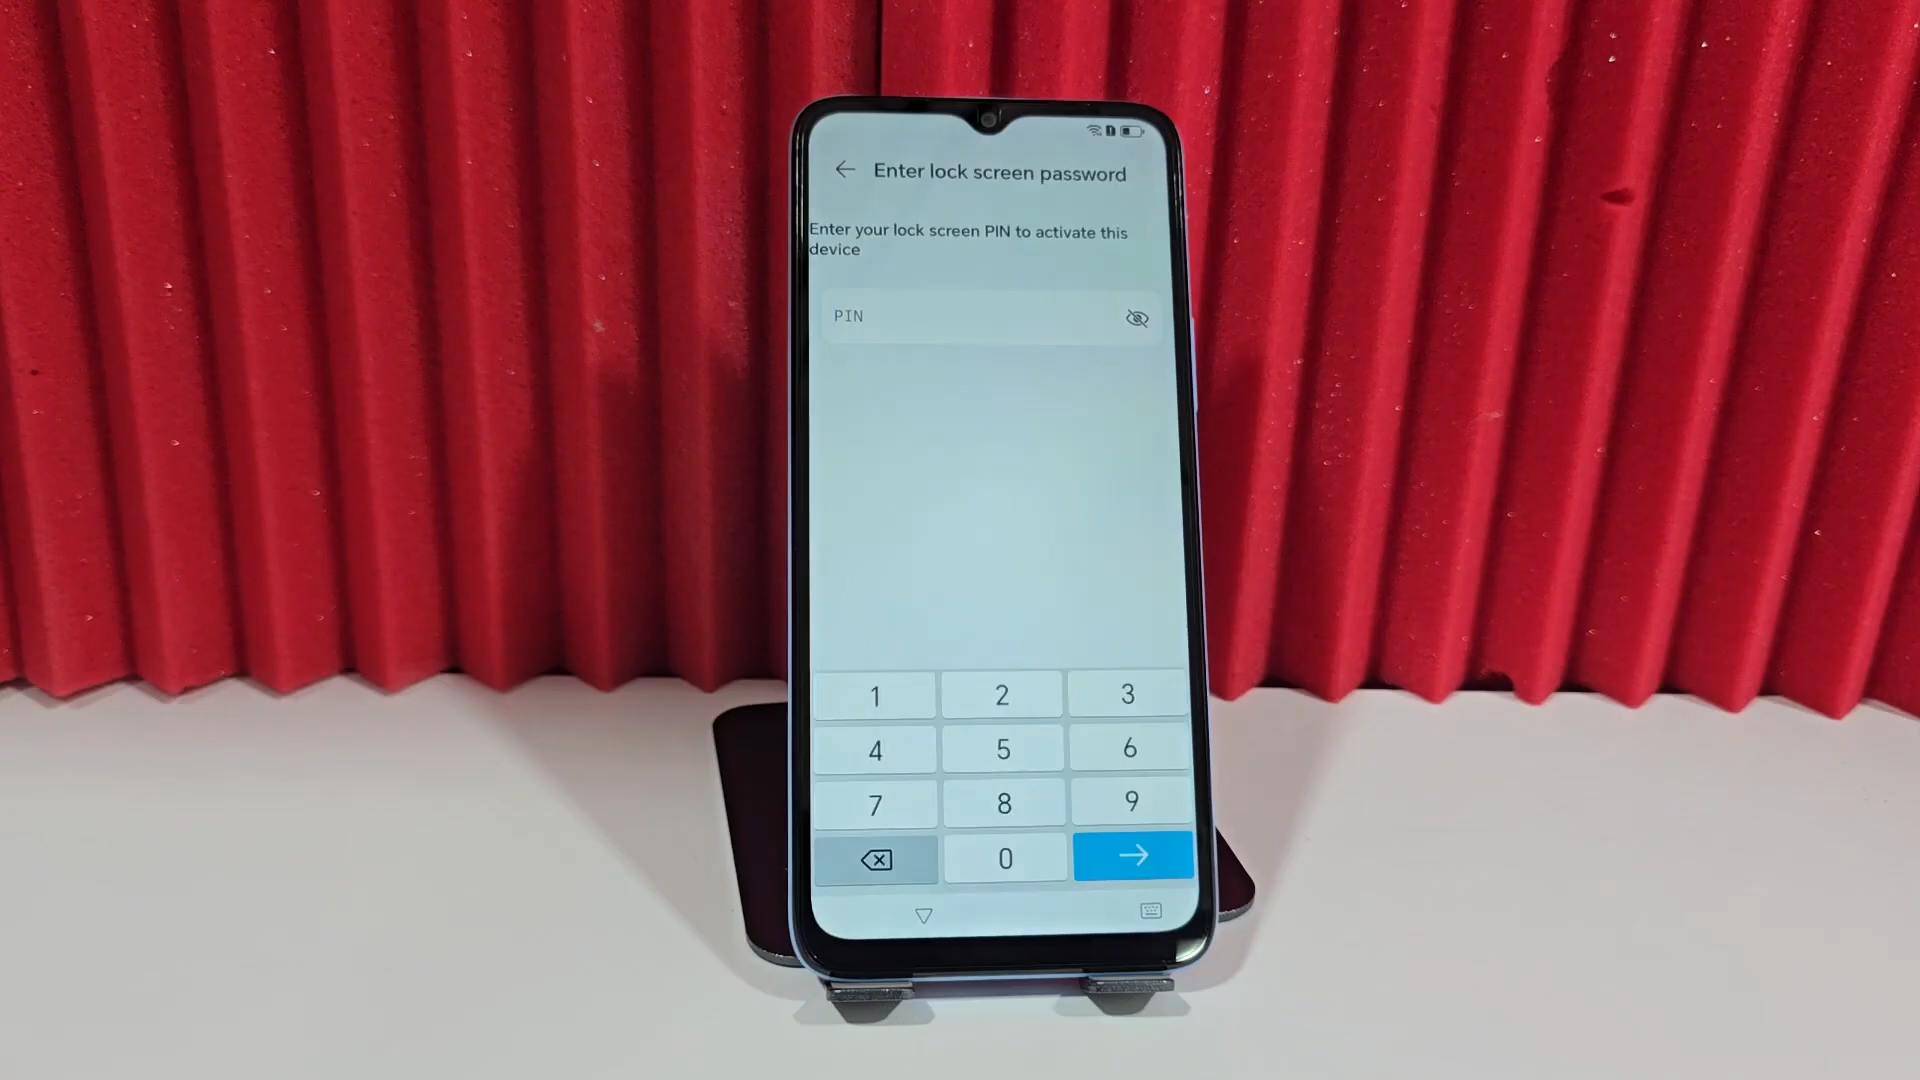 Enter lock screen password
Enter your lock screen PIN to activate this
device
PIN
1 2 3
4 5 6
7 8 9
0